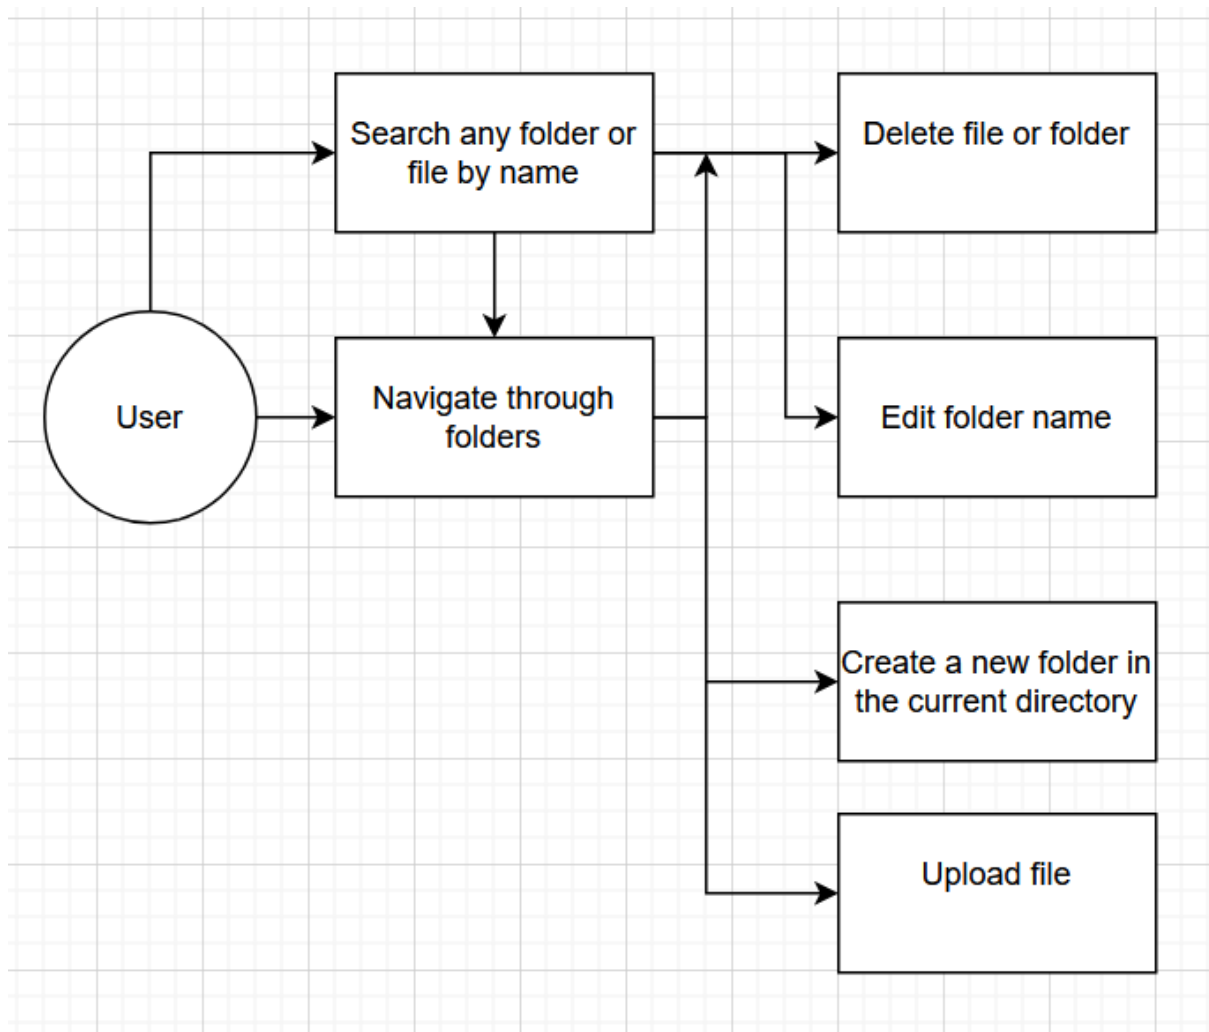 Search any folder or
file by name
Delete file or folder
User
Navigate through
folders
Edit folder name
Create a new folder in
the current directory
Upload file